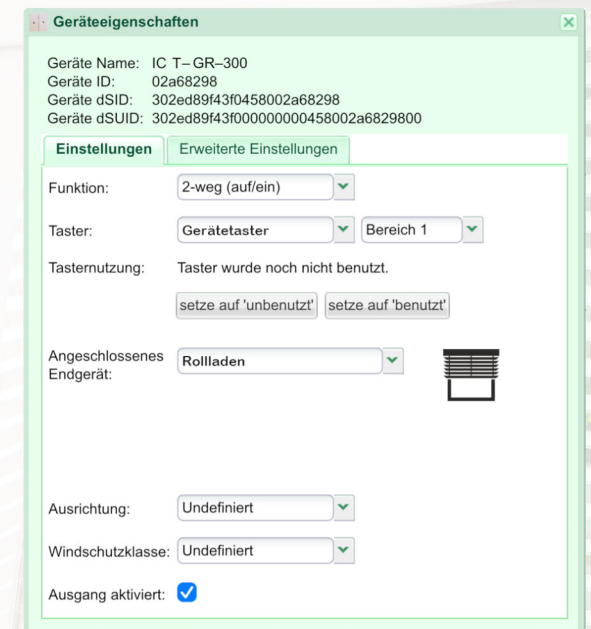 Geräteeigenschaften
Geräte Name: IC T–GR–300
Geräte ID: 02a68298
Geräte dSID: 302ed89f43f0458002a68298
Geräte dSUID: 302ed89f43f000000000458002a6829800
Einstellungen Erweiterte Einstellungen
Funktion: 2-weg (auf/ein)
Taster: Gerätetaster Bereich 1
Tasternutzung: Taster wurde noch nicht benutzt.
setze auf 'unbenutzt' setze auf 'benutzt'
Angeschlossenes Rollladen
Endgerät:
Ausrichtung: Undefiniert
Windschutzklasse: Undefiniert
Ausgang aktiviert: